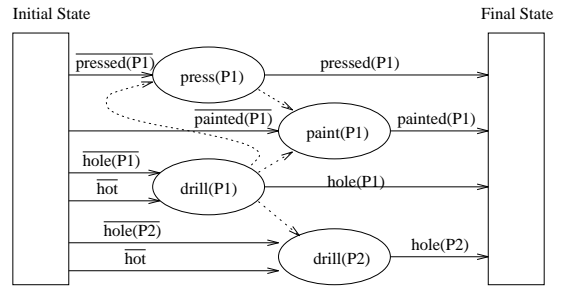 Initial State
Final State
pressed(P1)
press(P1)
pressed(P1)
painted(P1)
paint(P1)
painted(P1)
hole(P1)
hot
drill(P1)
hole(P1)
hole(P2)
hot
drill(P2)
hole(P2)